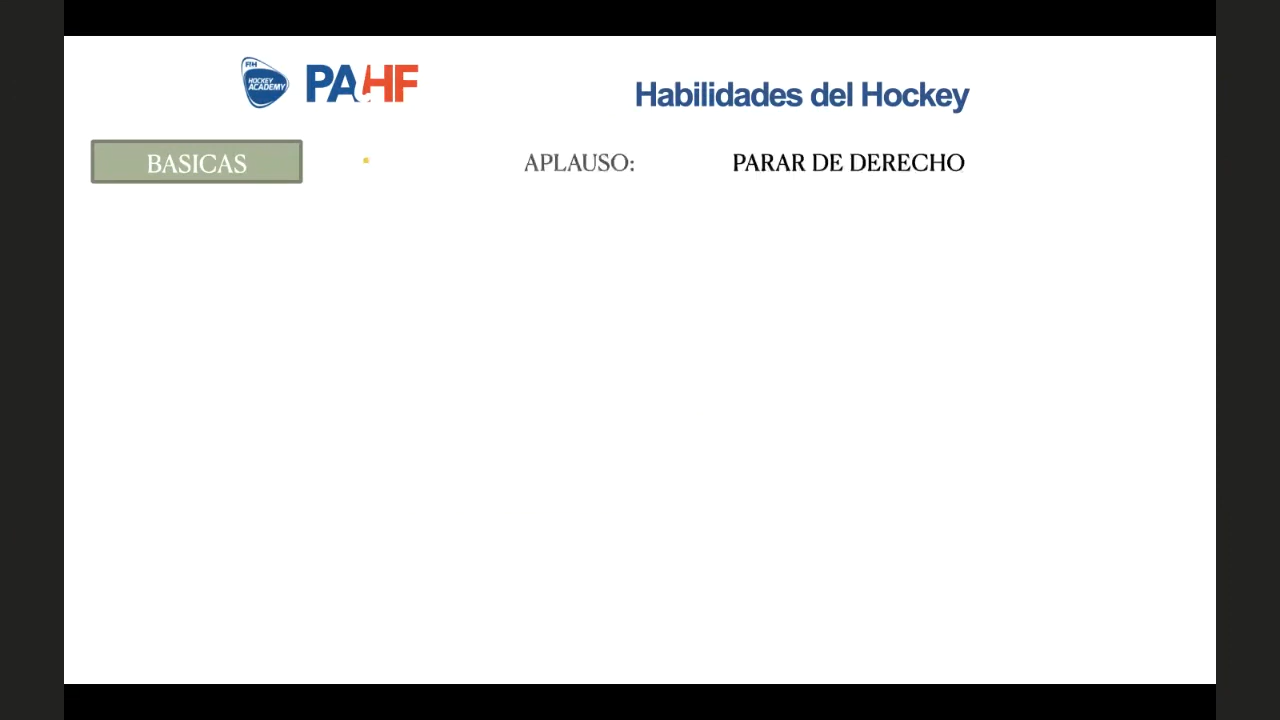 FIH
HOCKEY
ACADEMY
PAHF
Habilidades del Hockey
BASICAS
APLAUSO:
PARAR DE DERECHO